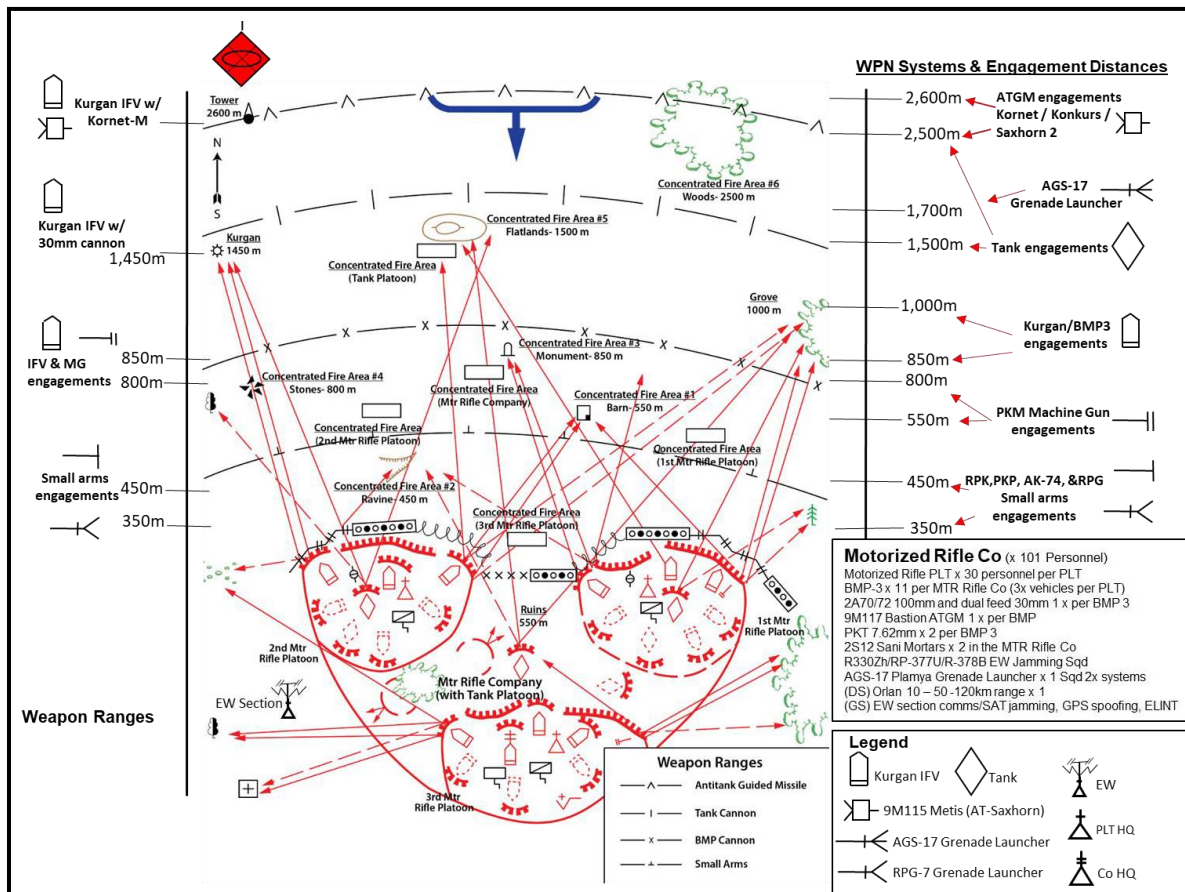 WPN Systems & Engagement Distances
Kurgan IFV w/
Kornet-M
Kurgan IFV w/
30mm cannon
1,450m
IFV & MG
engagements
850m
800m
Small arms
engagements
450m
350m
Weapon Ranges
I
Tower
2600 m
N
S
Concentrated Fire Area #6
Woods- 2500 m
Concentrated Fire Area #5
Flatlands- 1500 m
Kurgan
1450 m
Concentrated Fire Area
(Tank Platoon)
Grove
1000 m
Concentrated Fire Area #3
Monument- 850 m
Concentrated Fire Area #4
Stones- 800 m
Concentrated Fire Area
(Mtr Rifle Company)
Concentrated Fire Area #1
Barn- 550 m
Concentrated Fire Area
(2nd Mtr Rifle Platoon)
Concentrated Fire Area
(1st Mtr Rifle Platoon)
Concentrated Fire Area #2
Ravine- 450 m
Concentrated Fire Area
(3rd Mtr Rifle Platoon)
Ruins
550 m
1st Mtr
Rifle Platoon
2nd Mtr
Rifle Platoon
Mtr Rifle Company
(with Tank Platoon)
EW Section
3rd Mtr
Rifle Platoon
Weapon Ranges
Antitank Guided Missile
Tank Cannon
BMP Cannon
Small Arms
2,600m
2,500m
1,700m
1,500m
1,000m
850m
800m
550m
450m
350m
ATGM engagements
Kornet / Konkurs /
Saxhorn 2
AGS-17
Grenade Launcher
Tank engagements
Kurgan/BMP3
engagements
PKM Machine Gun
engagements
RPK,PKP, AK-74, &RPG
Small arms
engagements
Motorized Rifle Co (x 101 Personnel)
Motorized Rifle PLT x 30 personnel per PLT
BMP-3 x 11 per MTR Rifle Co (3x vehicles per PLT)
2A70/72 100mm and dual feed 30mm 1 x per BMP 3
9M117 Bastion ATGM 1 x per BMP
PKT 7.62mm x 2 per BMP 3
2S12 Sani Mortars x 2 in the MTR Rifle Co
R330Zh/RP-377U/R-378B EW Jamming Sqd
AGS-17 Plamya Grenade Launcher x 1 Sqd 2x systems
(DS) Orlan 10 – 50 -120km range x 1
(GS) EW section comms/SAT jamming, GPS spoofing, ELINT
Legend
Kurgan IFV
Tank
EW
9M115 Metis (AT-Saxhorn)
PLT HQ
AGS-17 Grenade Launcher
RPG-7 Grenade Launcher
Co HQ